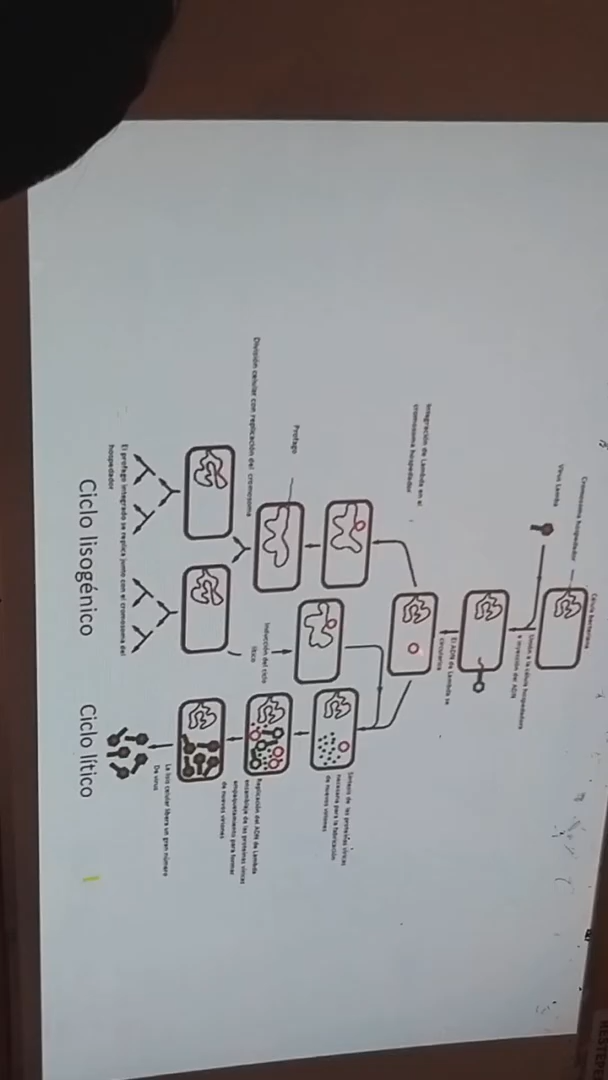 Célula bacteriana
Cromosoma hospedador
Virus Lamba
Unión a la célula hospedadora
e inyección del ADN
El ADN de Lambda se
circulariza
Integración de Lambda en el
cromosoma hospedador
Profago
División celular con replicación del cromosoma
Inducción del ciclo
lítico
Síntesis de las proteínas víricas
necesaria para la fabricación
de nuevos viriones
Replicación del ADN de Lambda
ensamblaje de las proteínas víricas
empaquetamiento para formar
de nuevos viriones
La lisis celular libera un gran número
De virus
El profago integrado se replica junto con el cromosoma del
hospedador
Ciclo lisogénico
Ciclo lítico